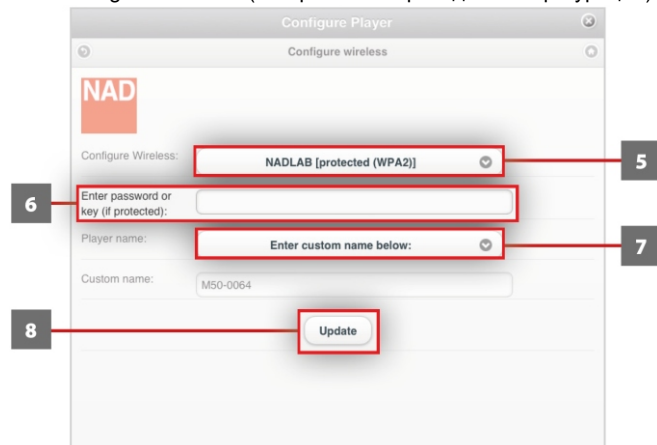 Configure Player
Configure wireless
NAD
Configure Wireless:
NADLAB [protected (WPA2)]
5
6
Enter password or
key (if protected):
Player name:
Enter custom name below:
7
Custom name:
M50-0064
8
Update